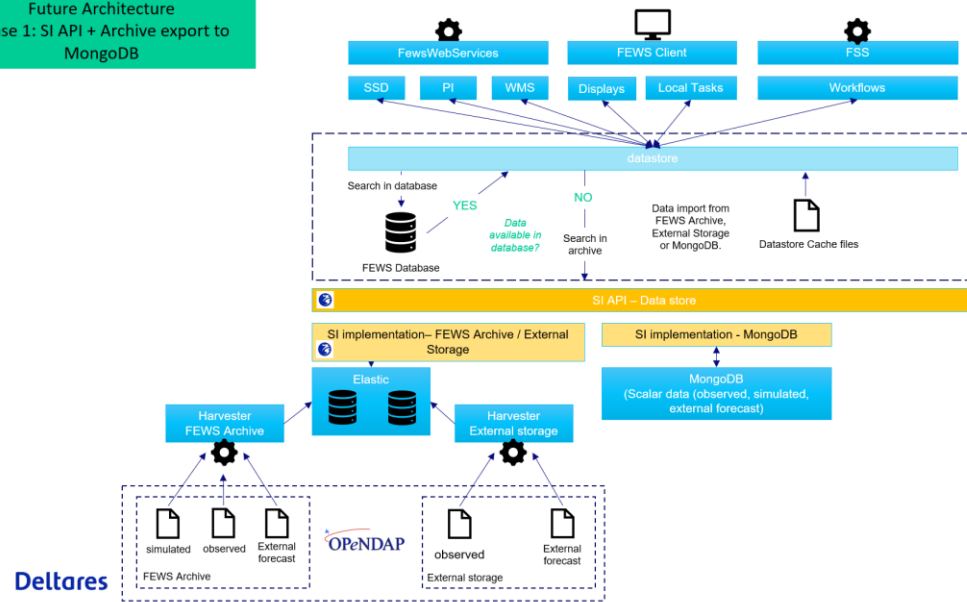 Future Architecture
se 1: SI API + Archive export to
MongoDB
FewsWebServices
FEWS Client
FSS
SSD
PI
WMS
Displays
Local Tasks
Workflows
datastore
Search in database
YES
NO
Data
available in
database?
Search in
archive
Data import from
FEWS Archive,
External Storage
or MongoDB.
Datastore Cache files
FEWS Database
SI API – Data store
SI implementation– FEWS Archive / External
Storage
SI implementation - MongoDB
Elastic
MongoDB
(Scalar data (observed, simulated,
external forecast)
Harvester
FEWS Archive
Harvester
External storage
simulated
observed
External
forecast
FEWS Archive
OPeNDAP
observed
External
forecast
External storage
Deltares